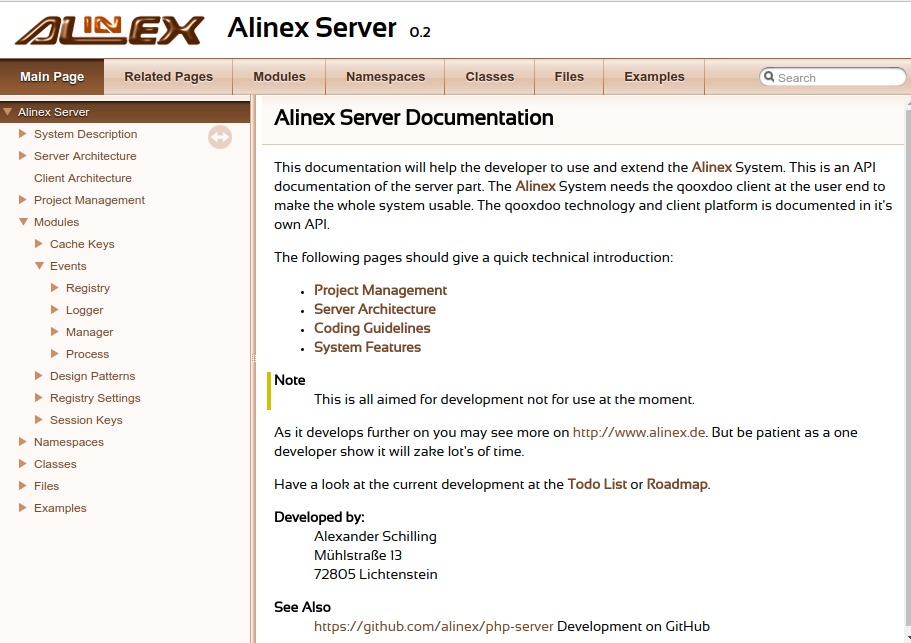 ALINEX Alinex Server 0.2
Main Page Related Pages Modules Namespaces Classes Files Examples Search
Alinex Server
System Description
Server Architecture
Client Architecture
Project Management
Modules
Cache Keys
Events
Registry
Logger
Manager
Process
Design Patterns
Registry Settings
Session Keys
Namespaces
Classes
Files
Examples
Alinex Server Documentation
This documentation will help the developer to use and extend the Alinex System. This is an API
documentation of the server part. The Alinex System needs the qooxdoo client at the user end to
make the whole system usable. The qooxdoo technology and client platform is documented in it's
own API.
The following pages should give a quick technical introduction:
• Project Management
• Server Architecture
• Coding Guidelines
• System Features
Note
This is all aimed for development not for use at the moment.
As it develops further on you may see more on http://www.alinex.de. But be patient as a one
developer show it will zake lot's of time.
Have a look at the current development at the Todo List or Roadmap.
Developed by:
Alexander Schilling
Mühlstraße 13
72805 Lichtenstein
See Also
https://github.com/alinex/php-server Development on GitHub